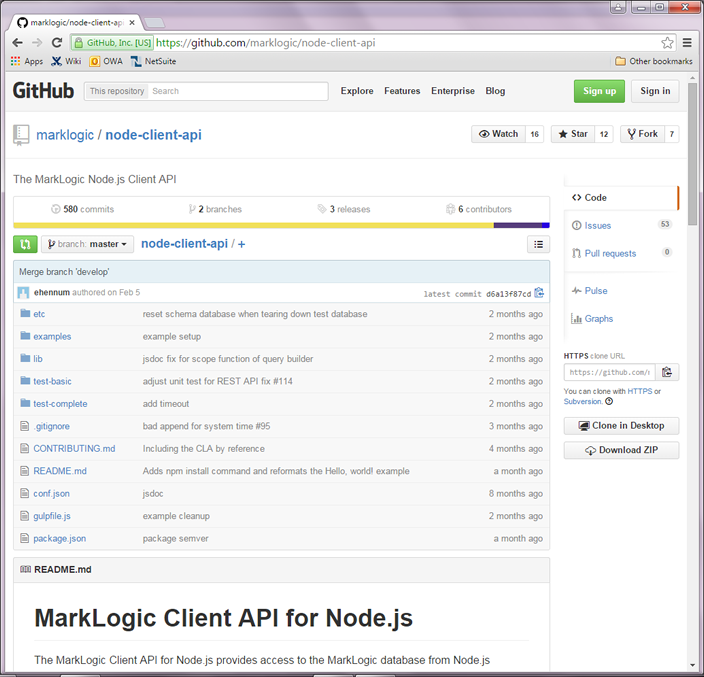 marklogic/node-client-api
GitHub, Inc. [US] https://github.com/marklogic/node-client-api
Apps Wiki OWA NetSuite Other bookmarks
GitHub This repository Search Explore Features Enterprise Blog Sign up Sign in
marklogic / node-client-api Watch 16 Star 12 Fork 7
The MarkLogic Node.js Client API
580 commits 2 branches 3 releases 6 contributors
branch: master node-client-api / +
Merge branch 'develop'
ehennum authored on Feb 5 latest commit d6a13f87cd
etc reset schema database when tearing down test database 2 months ago
examples example setup 2 months ago
lib jsdoc fix for scope function of query builder 2 months ago
test-basic adjust unit test for REST API fix #114 2 months ago
test-complete add timeout 2 months ago
.gitignore bad append for system time #95 3 months ago
CONTRIBUTING.md Including the CLA by reference 4 months ago
README.md Adds npm install command and reformats the Hello, world! example a month ago
conf.json jsdoc 8 months ago
gulpfile.js example cleanup 2 months ago
package.json package semver a month ago
Code
Issues 53
Pull requests 0
Pulse
Graphs
HTTPS clone URL
https://github.com/
You can clone with HTTPS or
Subversion.
Clone in Desktop
Download ZIP
README.md
MarkLogic Client API for Node.js
The MarkLogic Client API for Node.js provides access to the MarkLogic database from Node.js